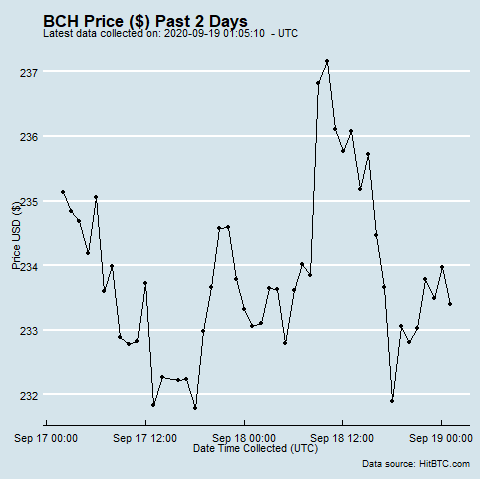 BCH Price ($) Past 2 Days
Latest data collected on: 2020-09-19 01:05:10 - UTC
237
236
235
234
233
232
Price USD ($)
Sep 17 00:00 Sep 17 12:00 Sep 18 00:00 Sep 18 12:00 Sep 19 00:00
Date Time Collected (UTC)
Data source: HitBTC.com